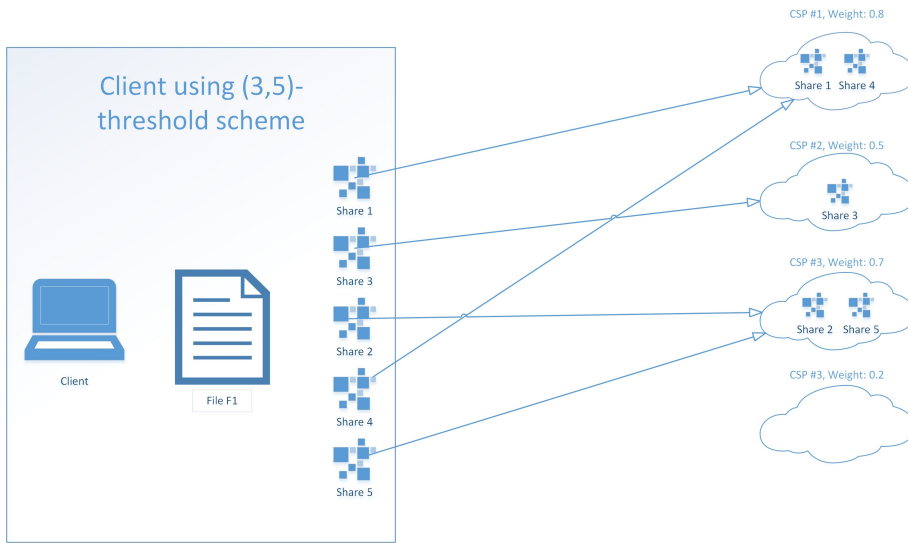 Client using (3,5)-
threshold scheme
Share 1
Share 3
Share 2
Share 4
Share 5
Client
File F1
CSP #1, Weight: 0.8
Share 1 Share 4
CSP #2, Weight: 0.5
Share 3
CSP #3, Weight: 0.7
Share 2 Share 5
CSP #3, Weight: 0.2